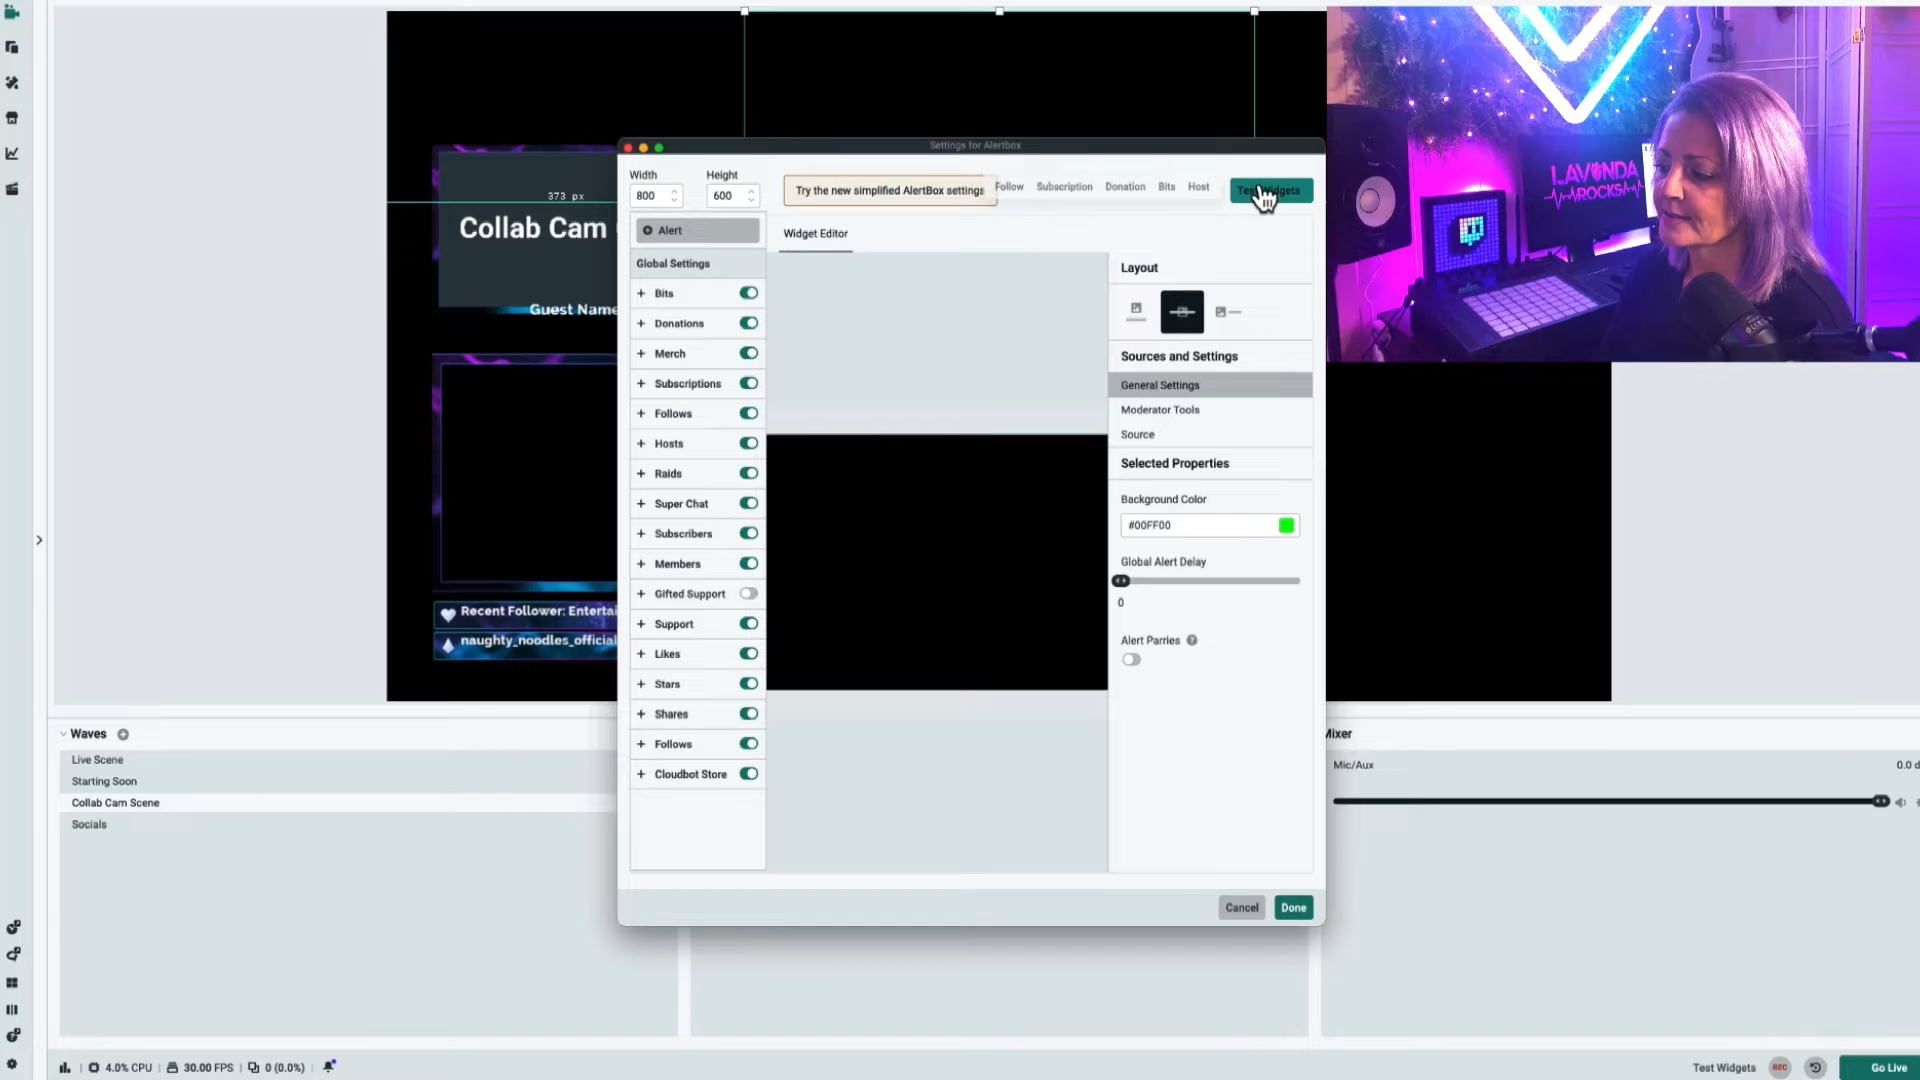 Settings for Alertbox
Width
Height
800
600
Try the new simplified AlertBox settings
Follow
Subscription
Donation
Bits
Host
Test Widgets
Alert
Widget Editor
Global Settings
Bits
Donations
Merch
Subscriptions
Follows
Hosts
Raids
Super Chat
Subscribers
Members
Gifted Support
Support
Likes
Stars
Shares
Follows
Cloudbot Store
Layout
Sources and Settings
General Settings
Moderator Tools
Source
Selected Properties
Background Color
#00FF00
Global Alert Delay
0
Alert Parries
Cancel
Done
373 px
Collab Cam
Guest Name
Recent Follower: Entertai
naughty_noodles_official
LAVONDA
ROCKS
Waves
Live Scene
Starting Soon
Collab Cam Scene
Socials
Mixer
Mic/Aux
0.0 d
4.0% CPU
30.00 FPS
0 (0.0%)
Test Widgets
REC
Go Live